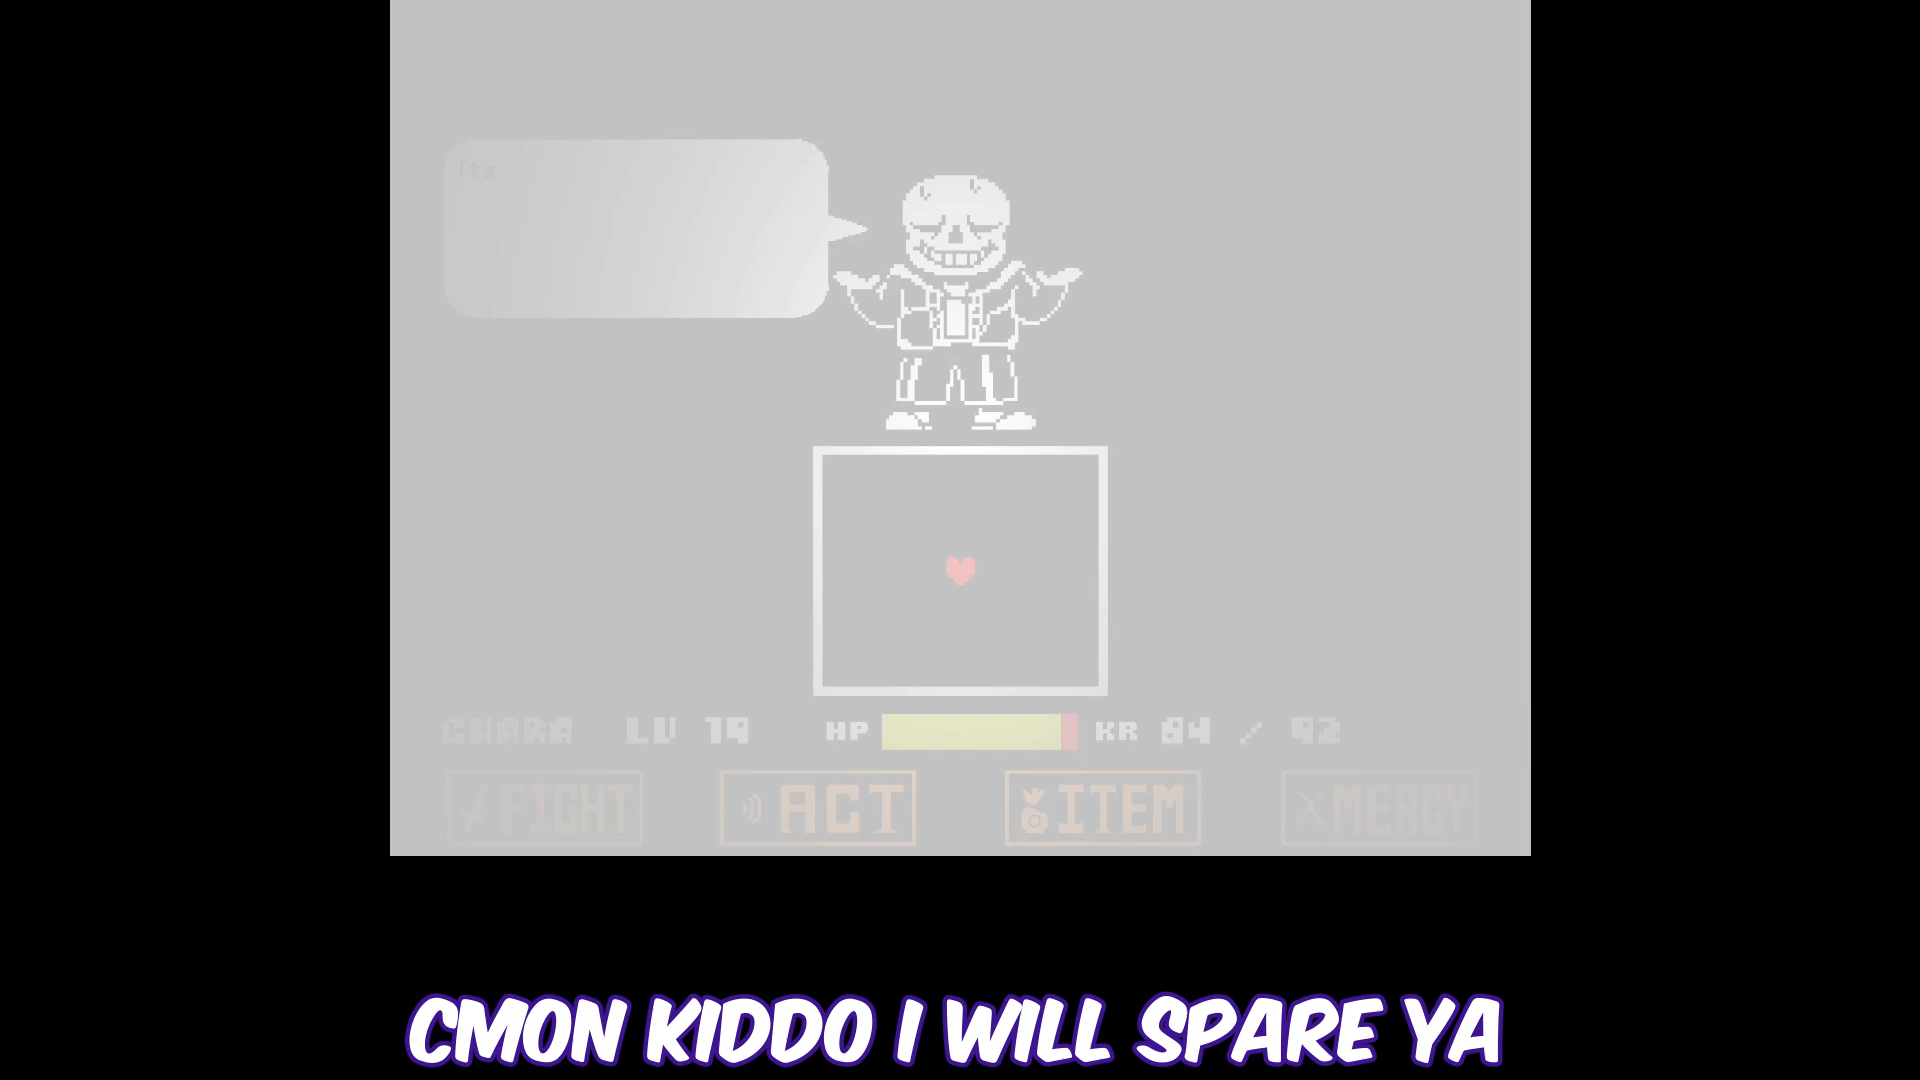 its
CHARA LV 19 HP KR 84 / 92
FIGHT ACT ITEM MERCY
CMON KIDDO I WILL SPARE YA